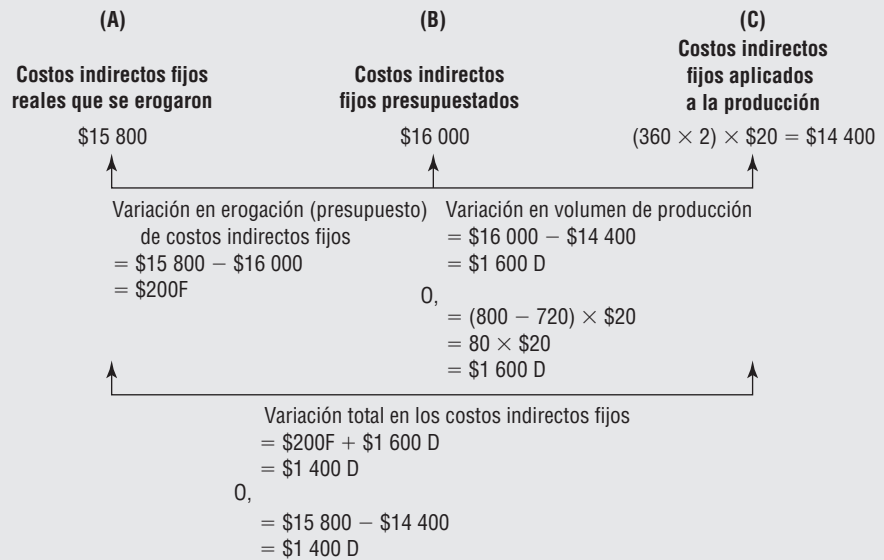 (A)
(B)
(C)
Costos indirectos fijos
reales que se erogaron
Costos indirectos
fijos presupuestados
Costos indirectos
fijos aplicados
a la producción
$15 800
$16 000
(360 × 2) × $20 = $14 400
Variación en erogación (presupuesto)
de costos indirectos fijos
= $15 800 − $16 000
= $200F
Variación en volumen de producción
= $16 000 − $14 400
= $1 600 D
O,
= (800 − 720) × $20
= 80 × $20
= $1 600 D
Variación total en los costos indirectos fijos
= $200F + $1 600 D
= $1 400 D
O,
= $15 800 − $14 400
= $1 400 D